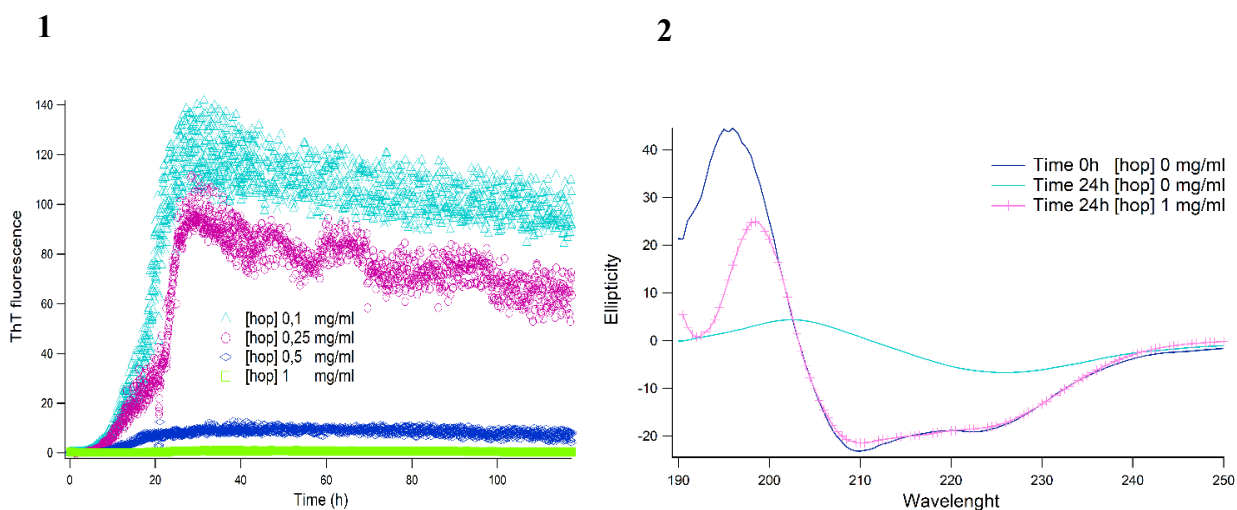 1
2
ThT fluorescence
140
120
100
80
60
40
20
0
[hop] 0,1 mg/ml
[hop] 0,25 mg/ml
[hop] 0,5 mg/ml
[hop] 1 mg/ml
0
20
40
60
80
100
Time (h)
Ellipticity
40
30
20
10
0
-10
-20
Time 0h [hop] 0 mg/ml
Time 24h [hop] 0 mg/ml
Time 24h [hop] 1 mg/ml
190
200
210
220
230
240
250
Wavelenght